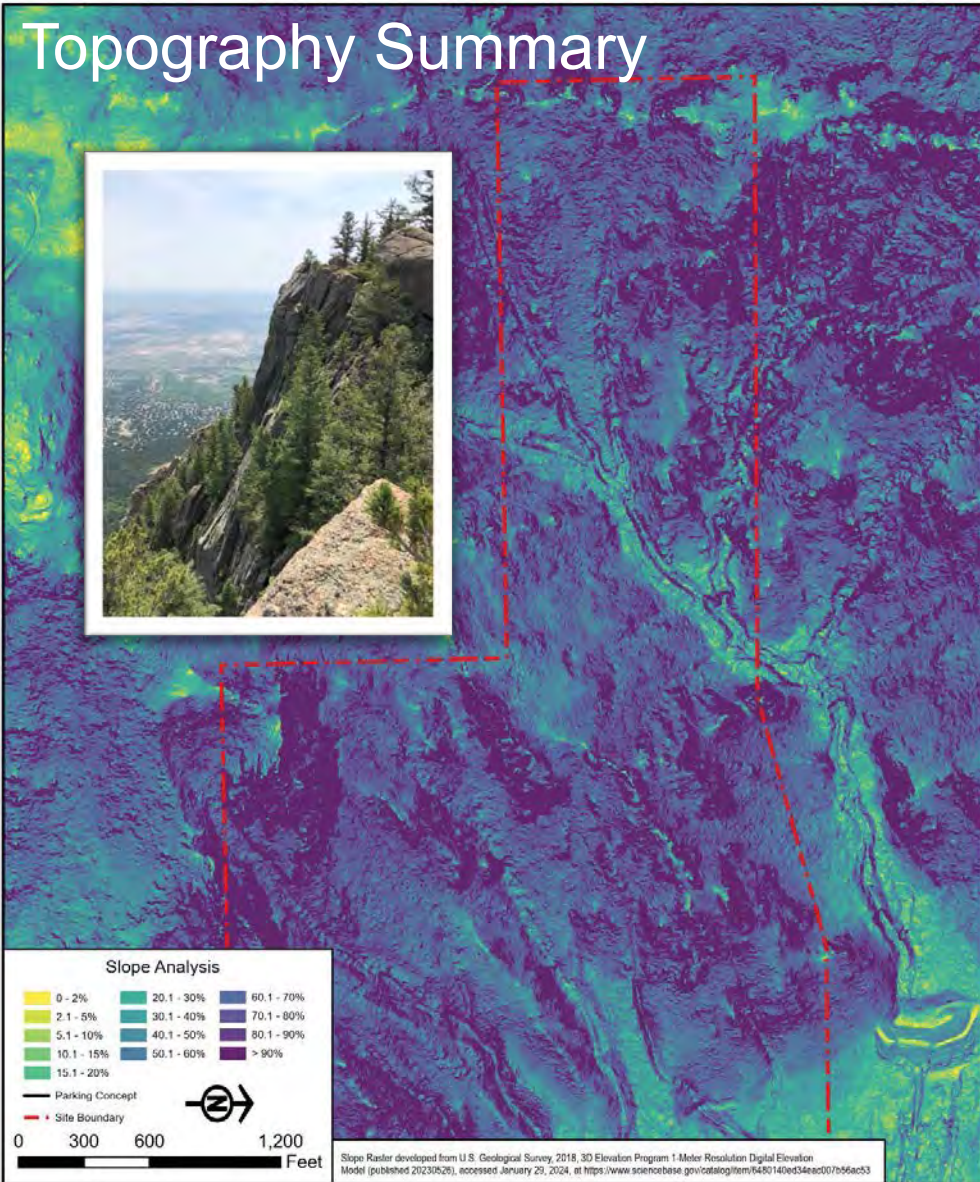 Topography Summary
Slope Analysis
0 - 2%
2.1 - 5%
5.1 - 10%
10.1 - 15%
15.1 - 20%
20.1 - 30%
30.1 - 40%
40.1 - 50%
50.1 - 60%
60.1 - 70%
70.1 - 80%
80.1 - 90%
> 90%
Parking Concept
Site Boundary
N
0 300 600 1,200
Feet
Slope Raster developed from U.S. Geological Survey, 2018, 3D Elevation Program 1-Meter Resolution Digital Elevation
Model (published 20230526), accessed January 29, 2024, at https://www.sciencebase.gov/catalog/item/6480140ed34eac007b56ac53